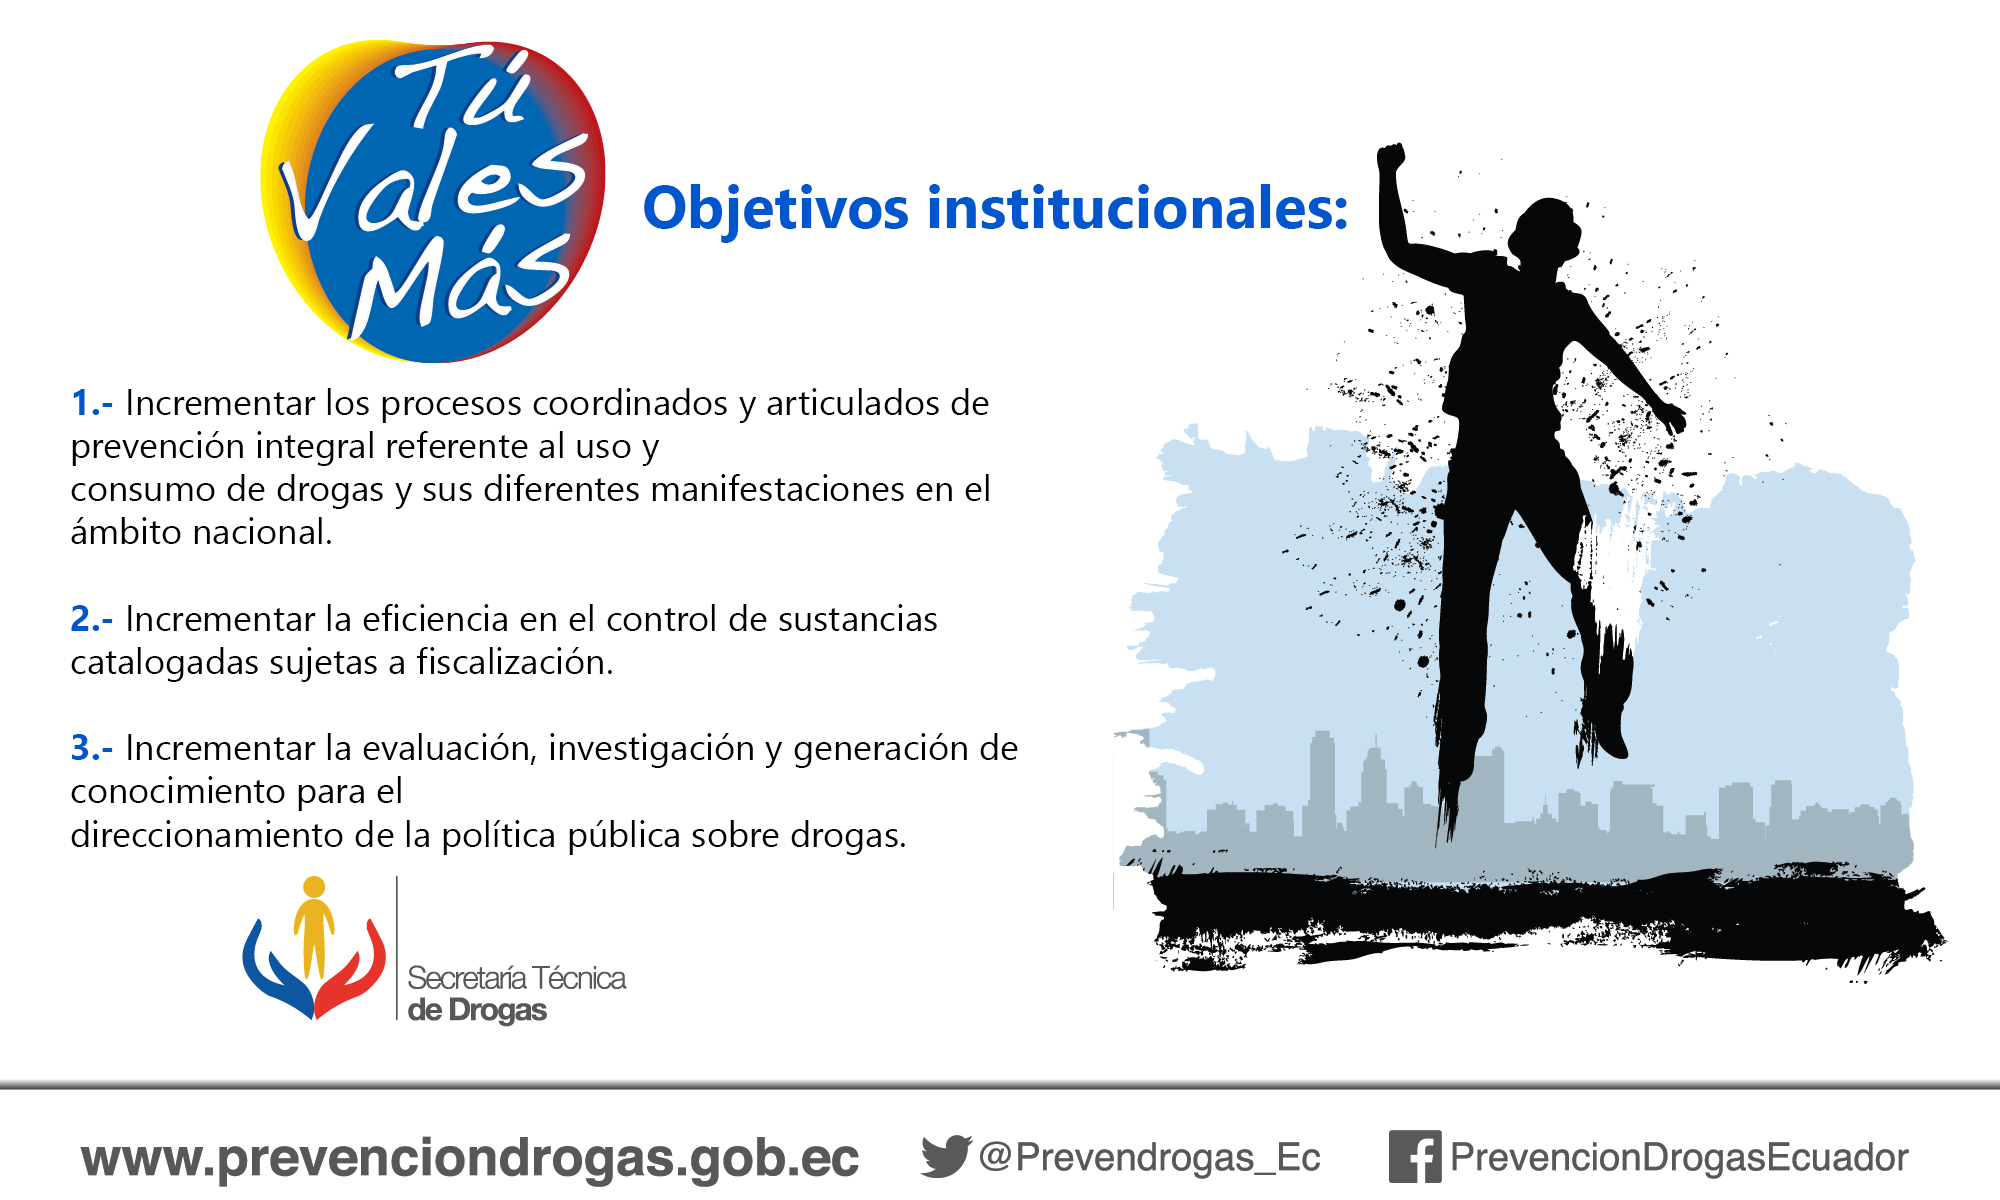 Tú
Vales
Más
Objetivos institucionales:
1.- Incrementar los procesos coordinados y articulados de
prevención integral referente al uso y
consumo de drogas y sus diferentes manifestaciones en el
ámbito nacional.
2.- Incrementar la eficiencia en el control de sustancias
catalogadas sujetas a fiscalización.
3.- Incrementar la evaluación, investigación y generación de
conocimiento para el
direccionamiento de la política pública sobre drogas.
Secretaría Técnica
de Drogas
www.prevenciondrogas.gob.ec @Prevendrogas_Ec PrevencionDrogasEcuador